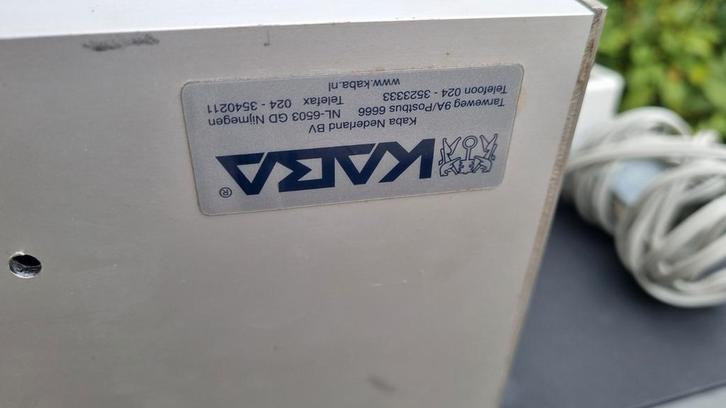 KABA®
Kaba Nederland BV
Tarweweg 9A/Postbus 6666 NL-6503 GD Nijmegen
Telefoon 024 - 3523333 Telefax 024 - 3540211
www.kaba.nl